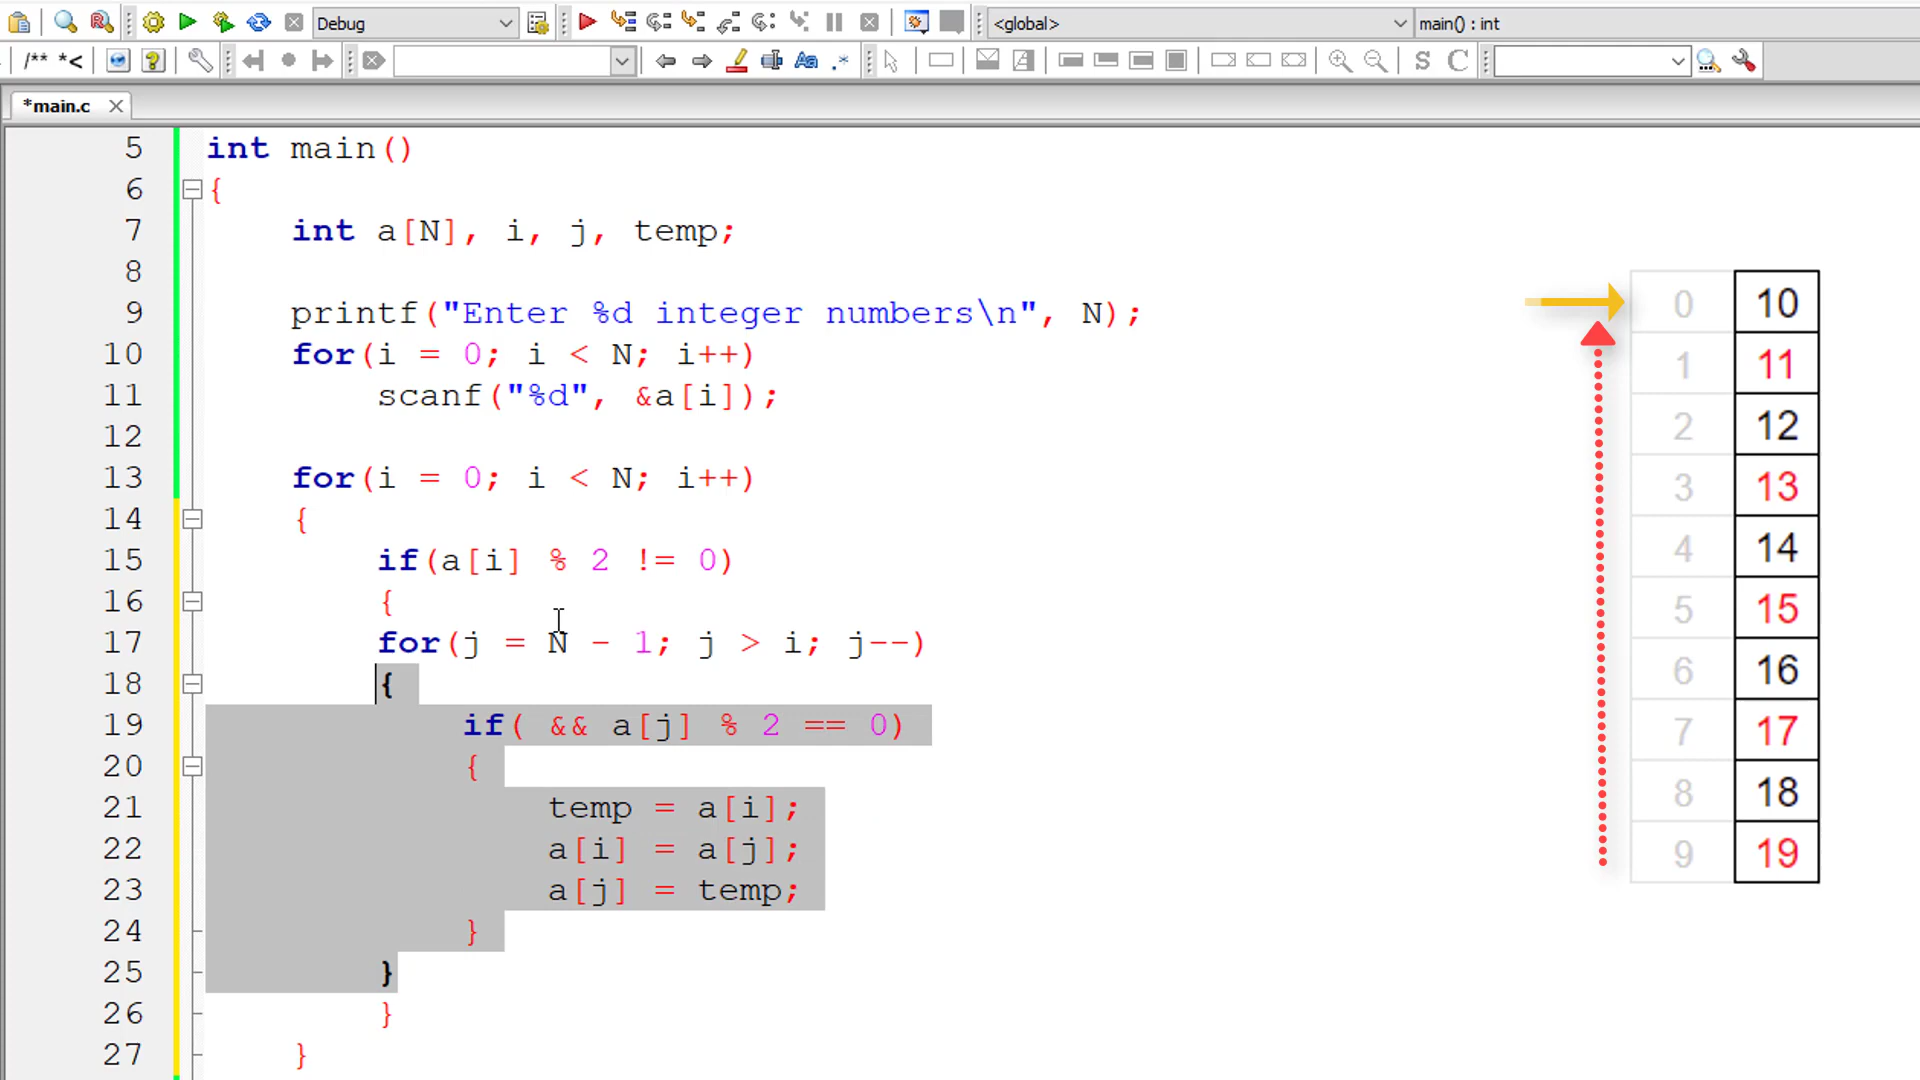 Debug
<global>
main() : int
/** *<
Aa
.*
S
C
*main.c
5 int main()
6 {
7 int a[N], i, j, temp;
8
9 printf("Enter %d integer numbers\n", N);
10 for(i = 0; i < N; i++)
11 scanf("%d", &a[i]);
12
13 for(i = 0; i < N; i++)
14 {
15 if(a[i] % 2 != 0)
16 {
17 for(j = N - 1; j > i; j--)
18 {
19 if( && a[j] % 2 == 0)
20 {
21 temp = a[i];
22 a[i] = a[j];
23 a[j] = temp;
24 }
25 }
26 }
27 }
0 10
1 11
2 12
3 13
4 14
5 15
6 16
7 17
8 18
9 19